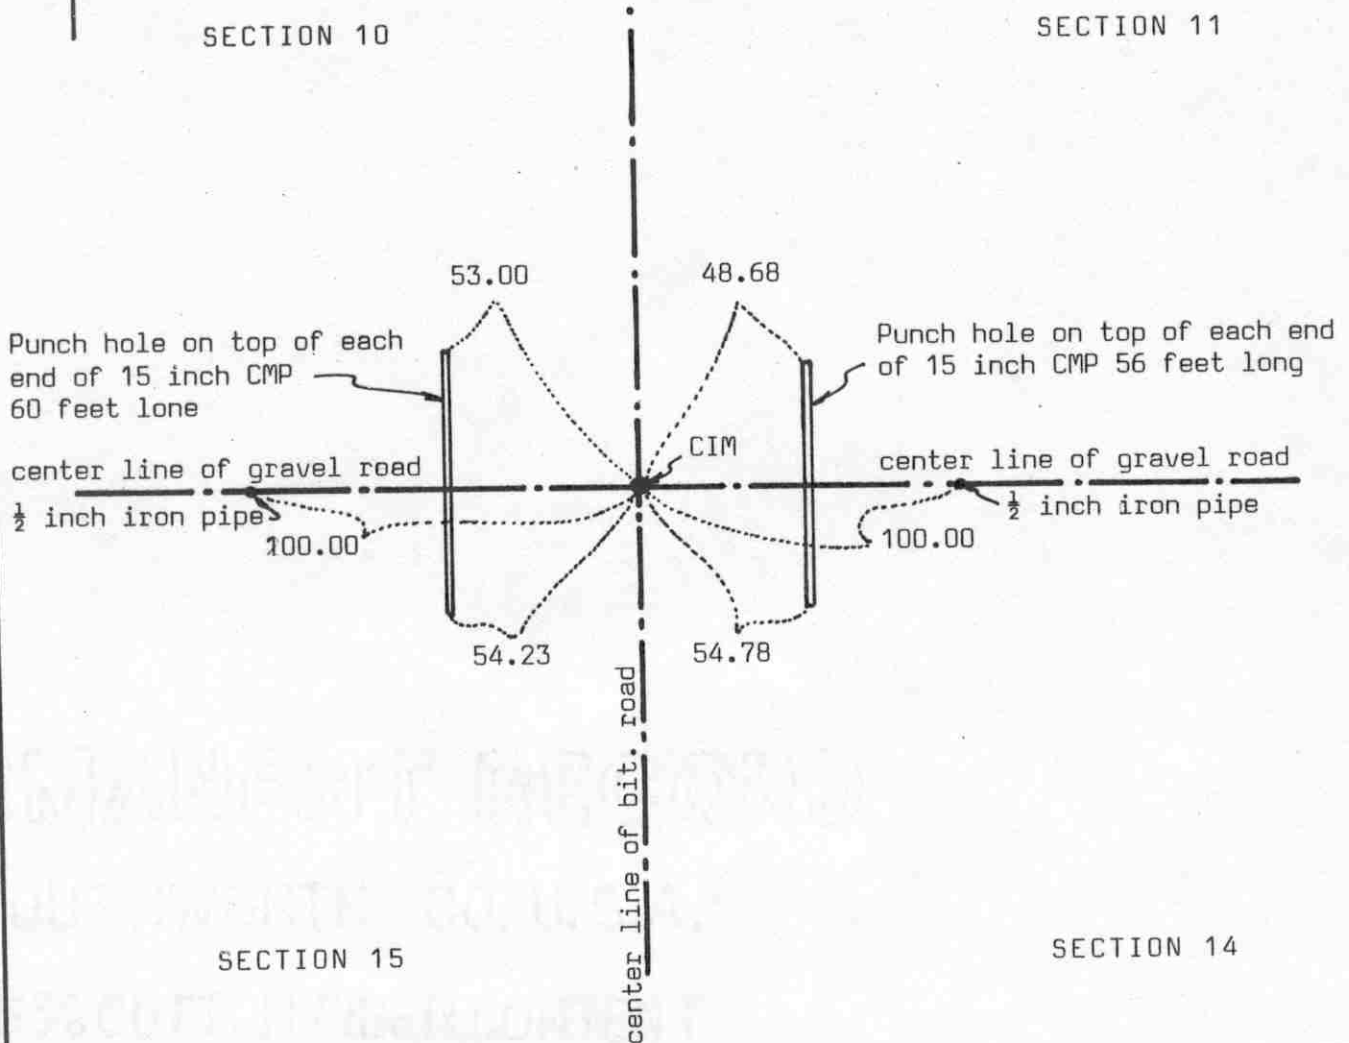 SECTION 10
SECTION 11
53.00
48.68
Punch hole on top of each
end of 15 inch CMP
60 feet lone
Punch hole on top of each end
of 15 inch CMP 56 feet long
CIM
center line of gravel road
center line of gravel road
½ inch iron pipe
½ inch iron pipe
100.00
100.00
54.23
54.78
center line of bit. road
SECTION 15
SECTION 14